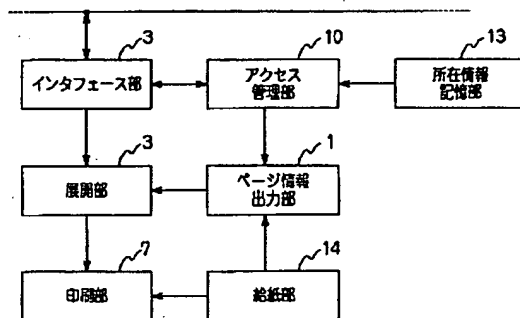 3
インタフェース部
10
アクセス
管理部
13
所在情報
記憶部
3
展開部
1
ページ情報
出力部
7
印刷部
14
給紙部